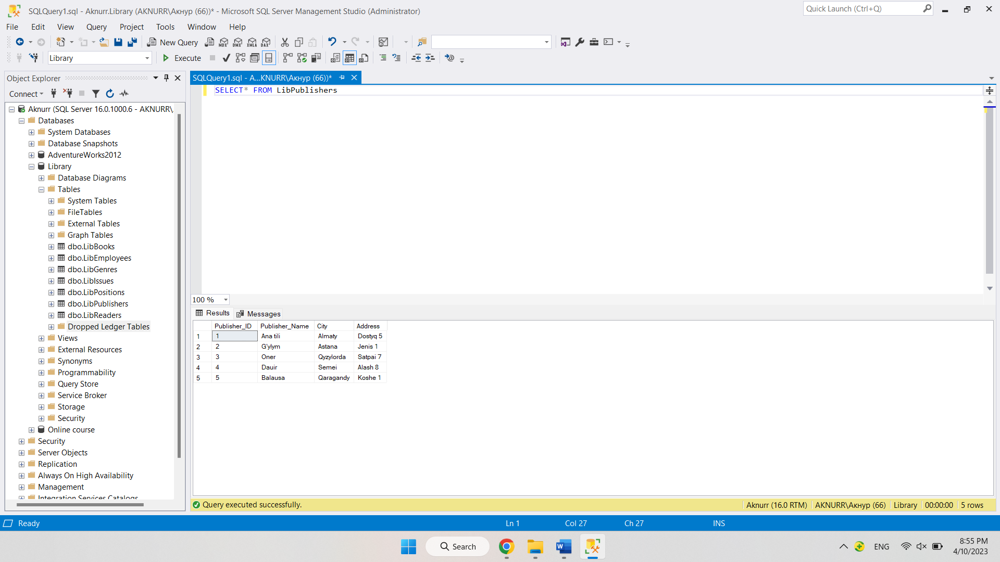 SQLQuery1.sql - Aknurr.Library (AKNURR\Акнур (66))* - Microsoft SQL Server Management Studio (Administrator)
Quick Launch (Ctrl+Q)
File Edit View Query Project Tools Window Help
New Query MDX DMX XMLA DAX
Library Execute
Object Explorer
SQLQuery1.sql - A...KNURR\Акнур (66))*
Connect
SELECT* FROM LibPublishers
Aknurr (SQL Server 16.0.1000.6 - AKNURR\
Databases
System Databases
Database Snapshots
AdventureWorks2012
Library
Database Diagrams
Tables
System Tables
FileTables
External Tables
Graph Tables
dbo.LibBooks
dbo.LibEmployees
dbo.LibGenres
dbo.LibIssues
dbo.LibPositions
dbo.LibPublishers
dbo.LibReaders
Dropped Ledger Tables
Views
External Resources
Synonyms
Programmability
Query Store
Service Broker
Storage
Security
Online course
Security
Server Objects
Replication
Always On High Availability
Management
Integration Services Catalogs
100 %
Results Messages
Publisher_ID Publisher_Name City Address
1 1 Ana tili Almaty Dostyq 5
2 2 G'ylym Astana Jenis 1
3 3 Oner Qyzylorda Satpai 7
4 4 Dauir Semei Alash 8
5 5 Balausa Qaragandy Koshe 1
Query executed successfully. Aknurr (16.0 RTM) AKNURR\Акнур (66) Library 00:00:00 5 rows
Ready Ln 1 Col 27 Ch 27 INS
Search
ENG
8:55 PM
4/10/2023